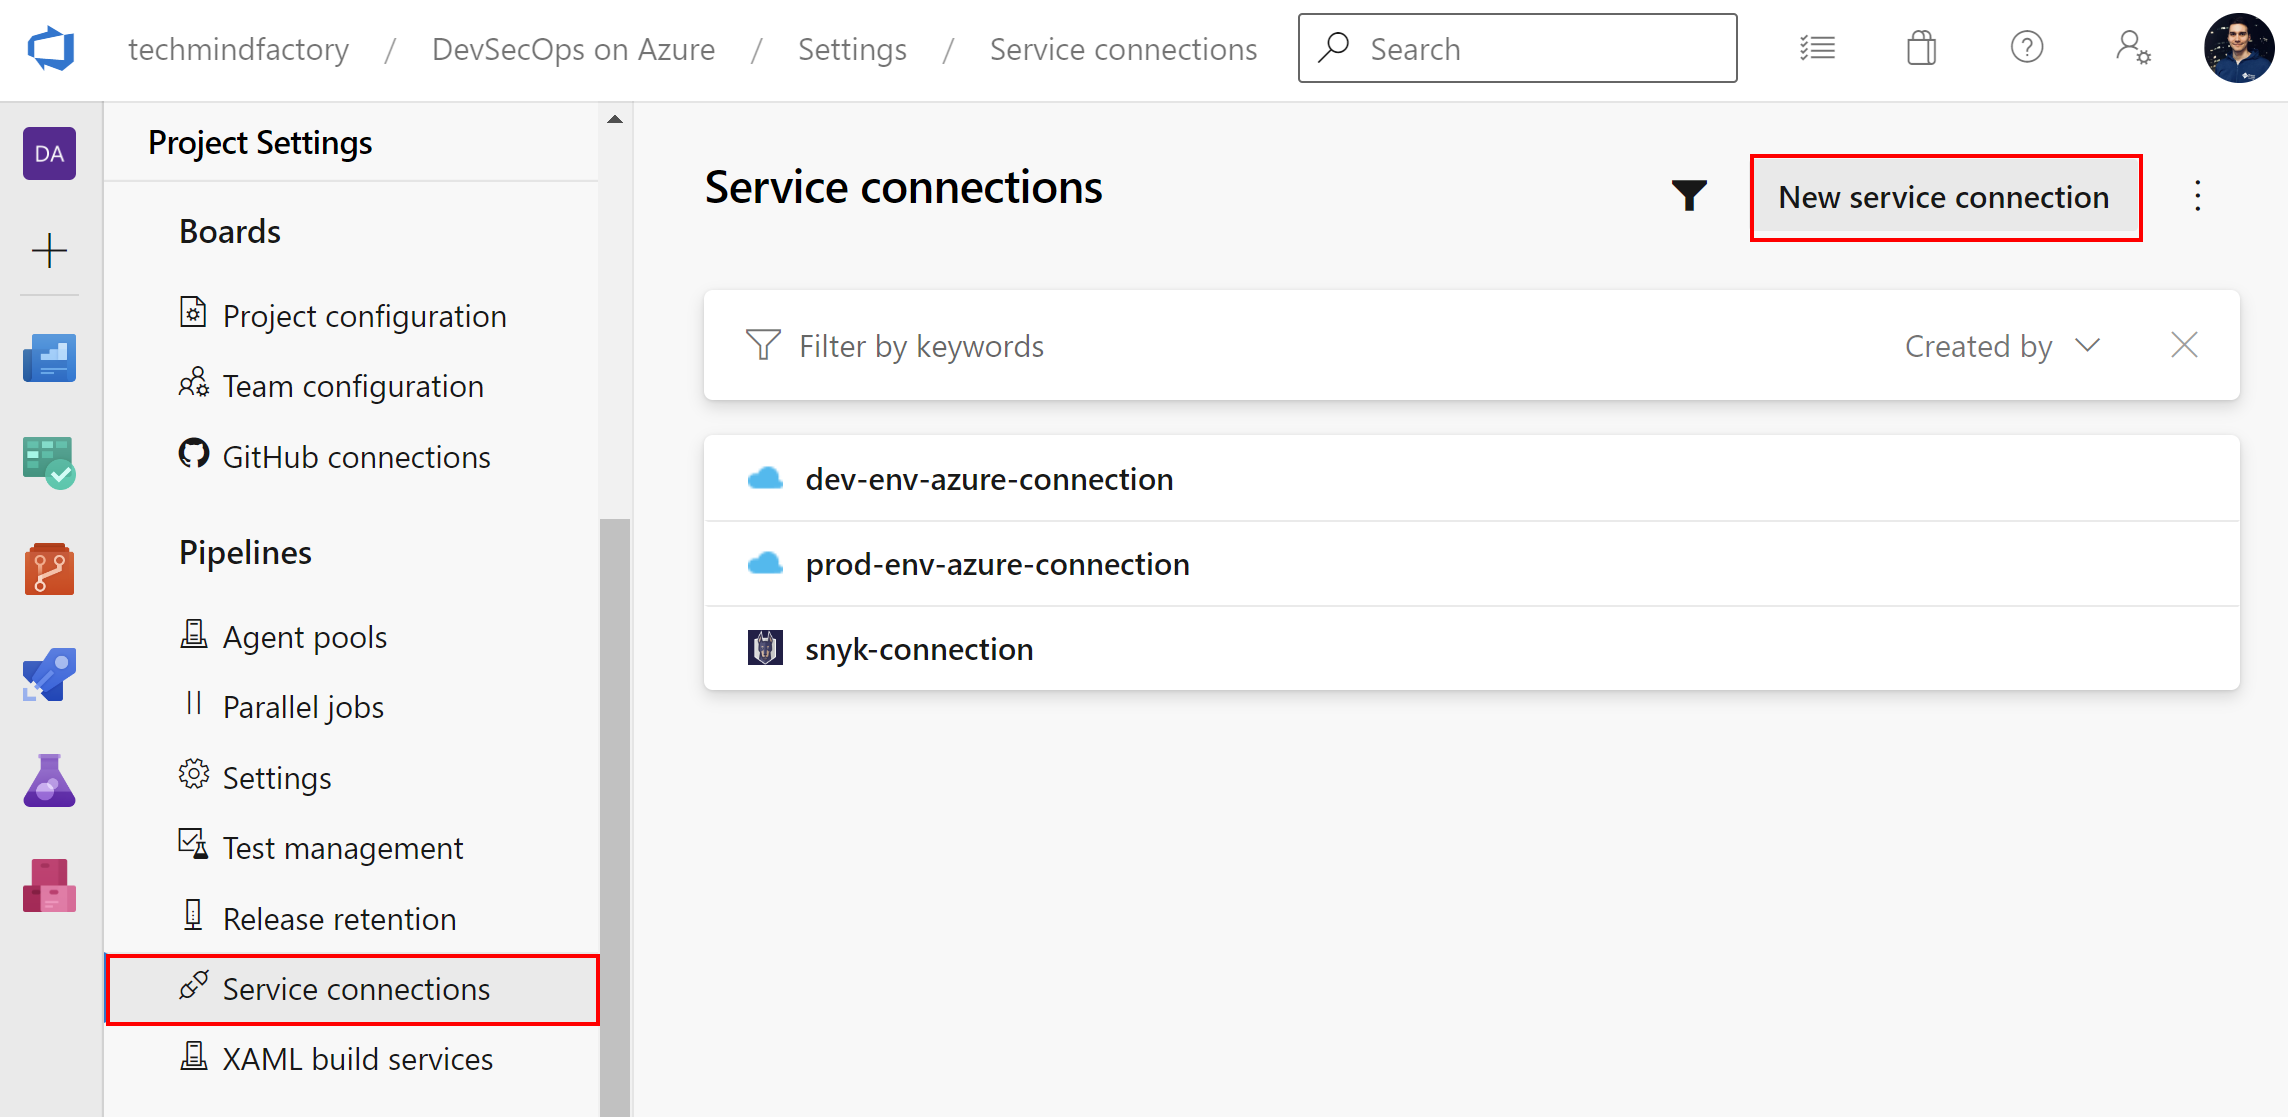 techmindfactory / DevSecOps on Azure / Settings / Service connections
Search
DA
Project Settings
Boards
Project configuration
Team configuration
GitHub connections
Pipelines
Agent pools
Parallel jobs
Settings
Test management
Release retention
Service connections
XAML build services
Service connections
New service connection
Filter by keywords
Created by
dev-env-azure-connection
prod-env-azure-connection
snyk-connection